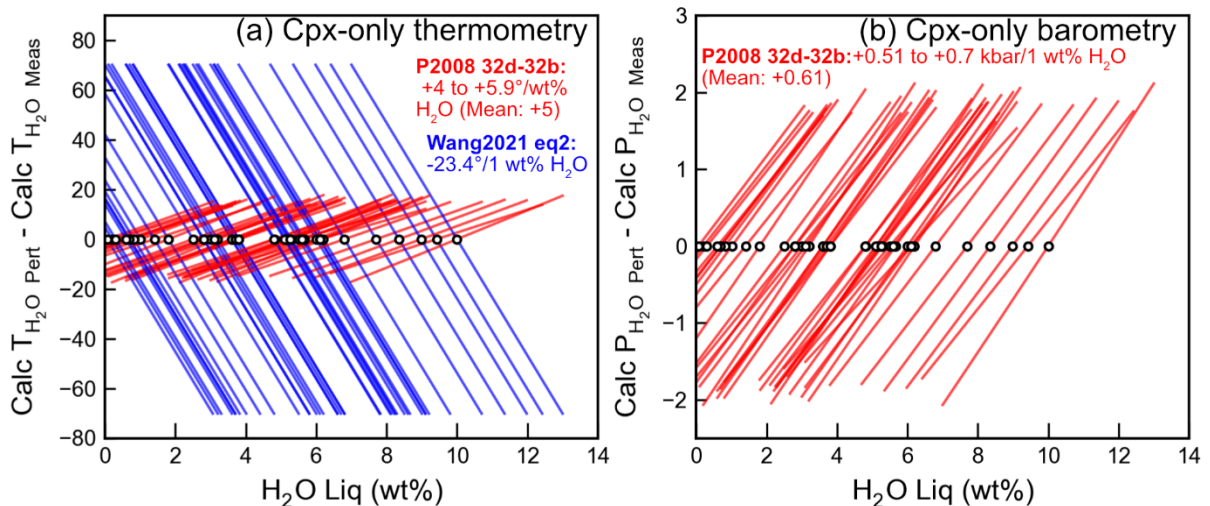 (a) Cpx-only thermometry
P2008 32d-32b:
+4 to +5.9°/wt%
H₂O (Mean: +5)
Wang2021 eq2:
-23.4°/1 wt% H₂O
Calc T H₂O Pert - Calc T H₂O Meas
80
60
40
20
0
−20
−40
−60
−80
0 2 4 6 8 10 12 14
H₂O Liq (wt%)
(b) Cpx-only barometry
P2008 32d-32b:+0.51 to +0.7 kbar/1 wt% H₂O
(Mean: +0.61)
Calc P H₂O Pert - Calc P H₂O Meas
3
2
1
0
−1
−2
0 2 4 6 8 10 12 14
H₂O Liq (wt%)